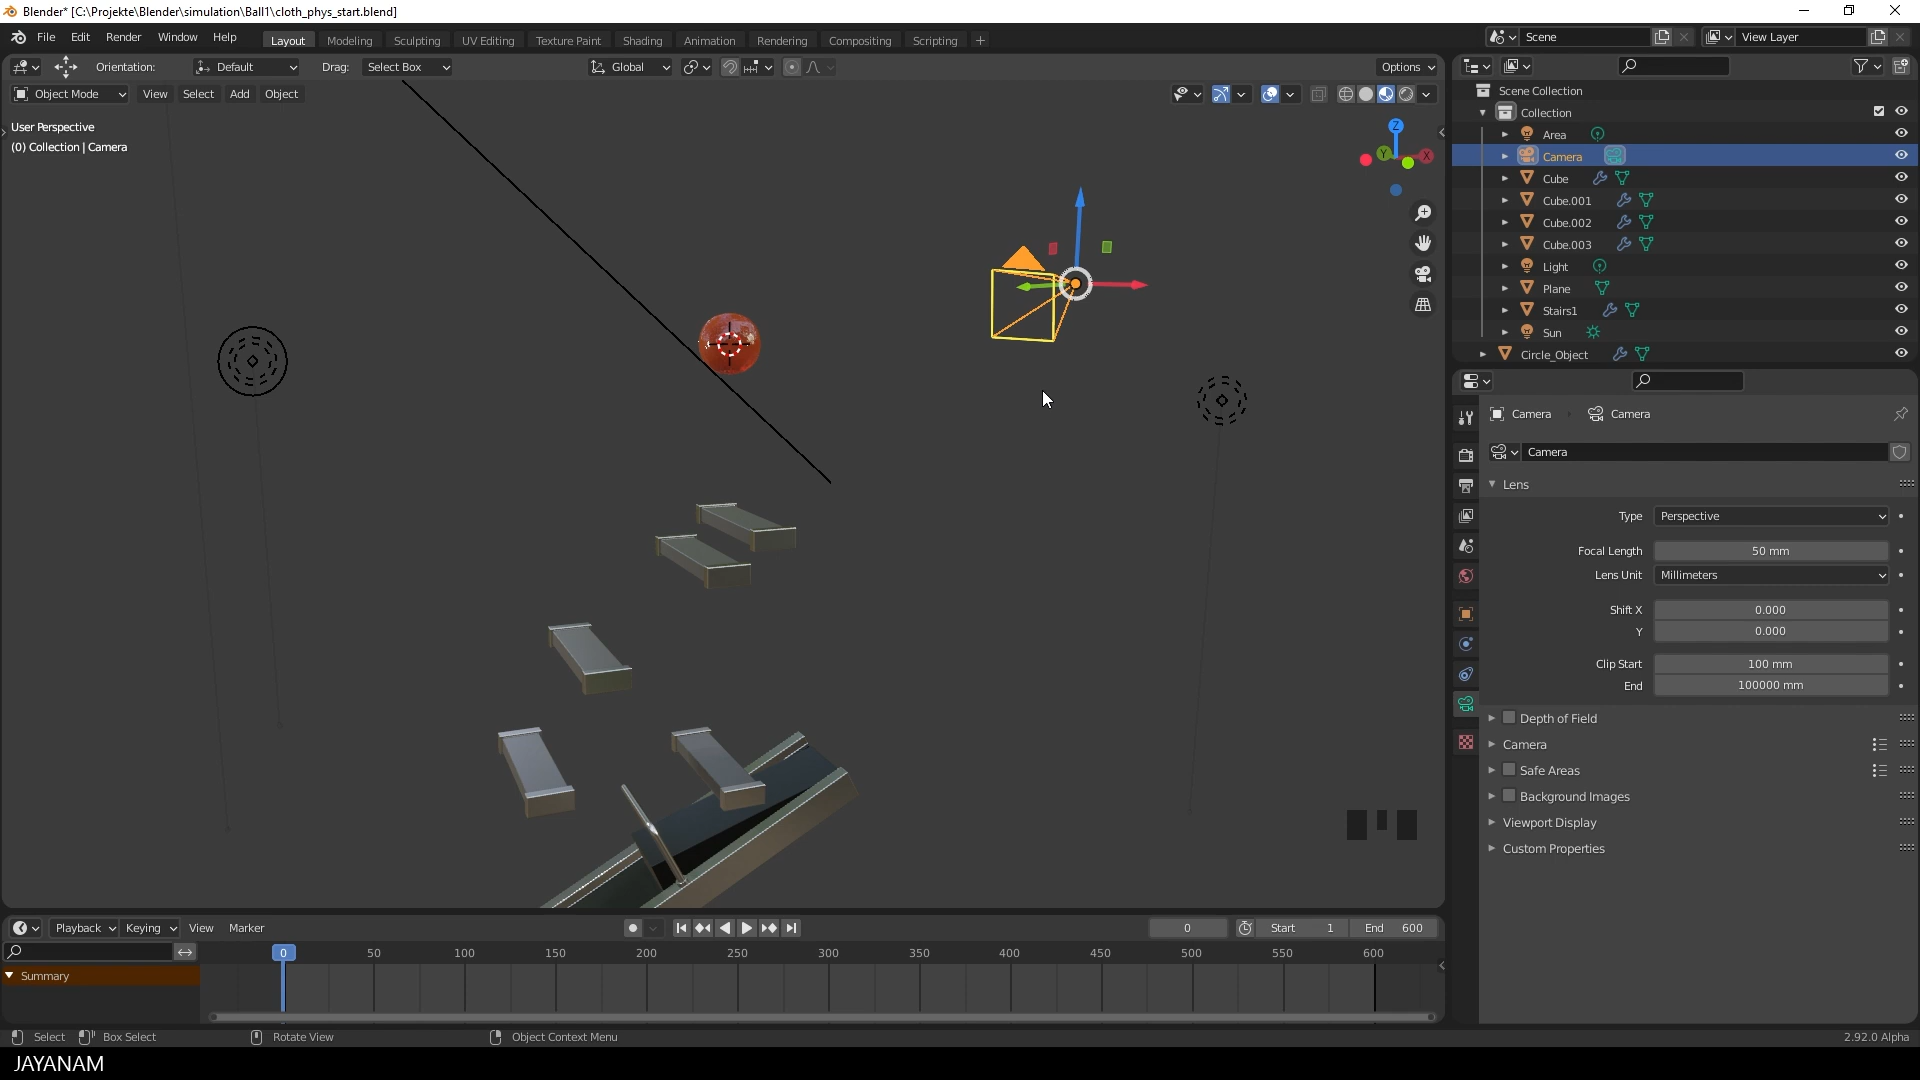 Blender* [C:\Projekte\Blender\simulation\Ball1\cloth_phys_start.blend]
File Edit Render Window Help
Layout Modeling Sculpting UV Editing Texture Paint Shading Animation Rendering Compositing Scripting +
Scene
View Layer
Orientation: Default Drag: Select Box Global Options
Object Mode View Select Add Object
User Perspective
(0) Collection | Camera
Z
Y
X
Scene Collection
Collection
Area
Camera
Cube
Cube.001
Cube.002
Cube.003
Light
Plane
Stairs1
Sun
Circle_Object
Camera Camera
Camera
Lens
Type Perspective
Focal Length 50 mm
Lens Unit Millimeters
Shift X 0.000
Y 0.000
Clip Start 100 mm
End 100000 mm
Depth of Field
Camera
Safe Areas
Background Images
Viewport Display
Custom Properties
Playback Keying View Marker
0 Start 1 End 600
0 50 100 150 200 250 300 350 400 450 500 550 600
Summary
Select Box Select Rotate View Object Context Menu 2.92.0 Alpha
JAYANAM